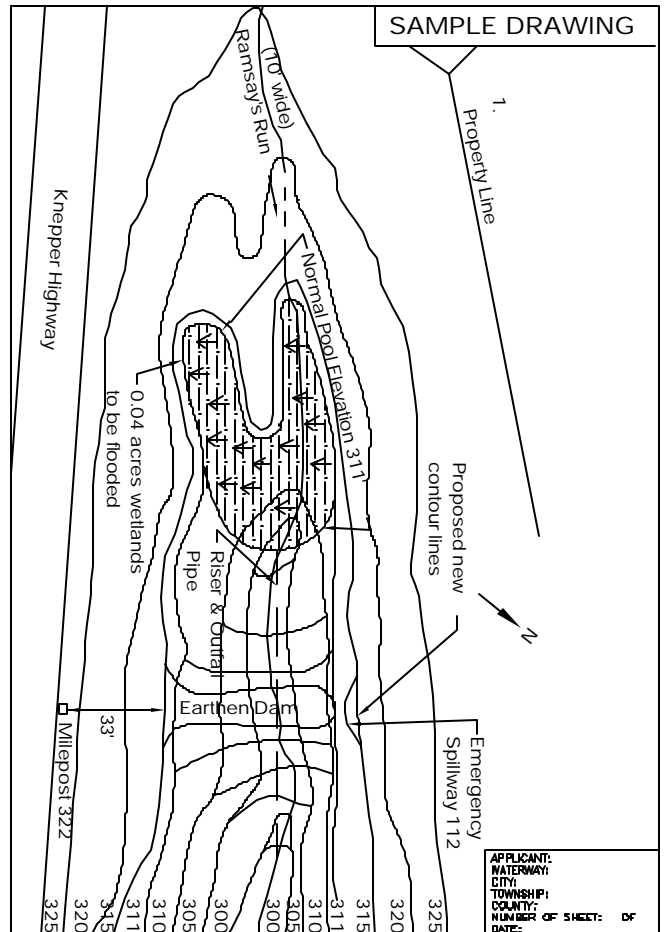 SAMPLE DRAWING
1.
Property Line
(10' wide)
Ramsay's Run
Knepper Highway
Normal Pool Elevation 311'
0.04 acres wetlands
to be flooded
Proposed new
contour lines
N
Riser & Outfall
Pipe
Earthen Dam
33'
Milepost 322
Emergency
Spillway 112
325
320
315
311
310
305
300
300
305
310
311
315
320
325
APPLICANT:
WATERWAY:
CITY:
TOWNSHIP:
COUNTY:
NUMBER OF SHEET: OF
DATE: